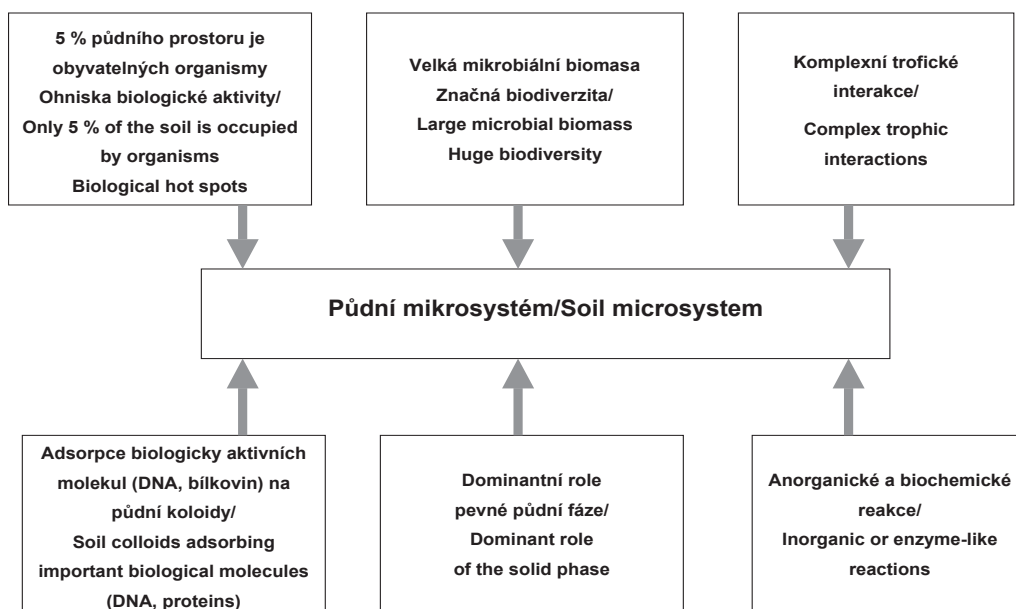 5 % půdního prostoru je
obyvatelných organismy
Ohniska biologické aktivity/
Only 5 % of the soil is occupied
by organisms
Biological hot spots
Velká mikrobiální biomasa
Značná biodiverzita/
Large microbial biomass
Huge biodiversity
Komplexní trofické
interakce/
Complex trophic
interactions
Půdní mikrosystém/Soil microsystem
Adsorpce biologicky aktivních
molekul (DNA, bílkovin) na
půdní koloidy/
Soil colloids adsorbing
important biological molecules
(DNA, proteins)
Dominantní role
pevné půdní fáze/
Dominant role
of the solid phase
Anorganické a biochemické
reakce/
Inorganic or enzyme-like
reactions